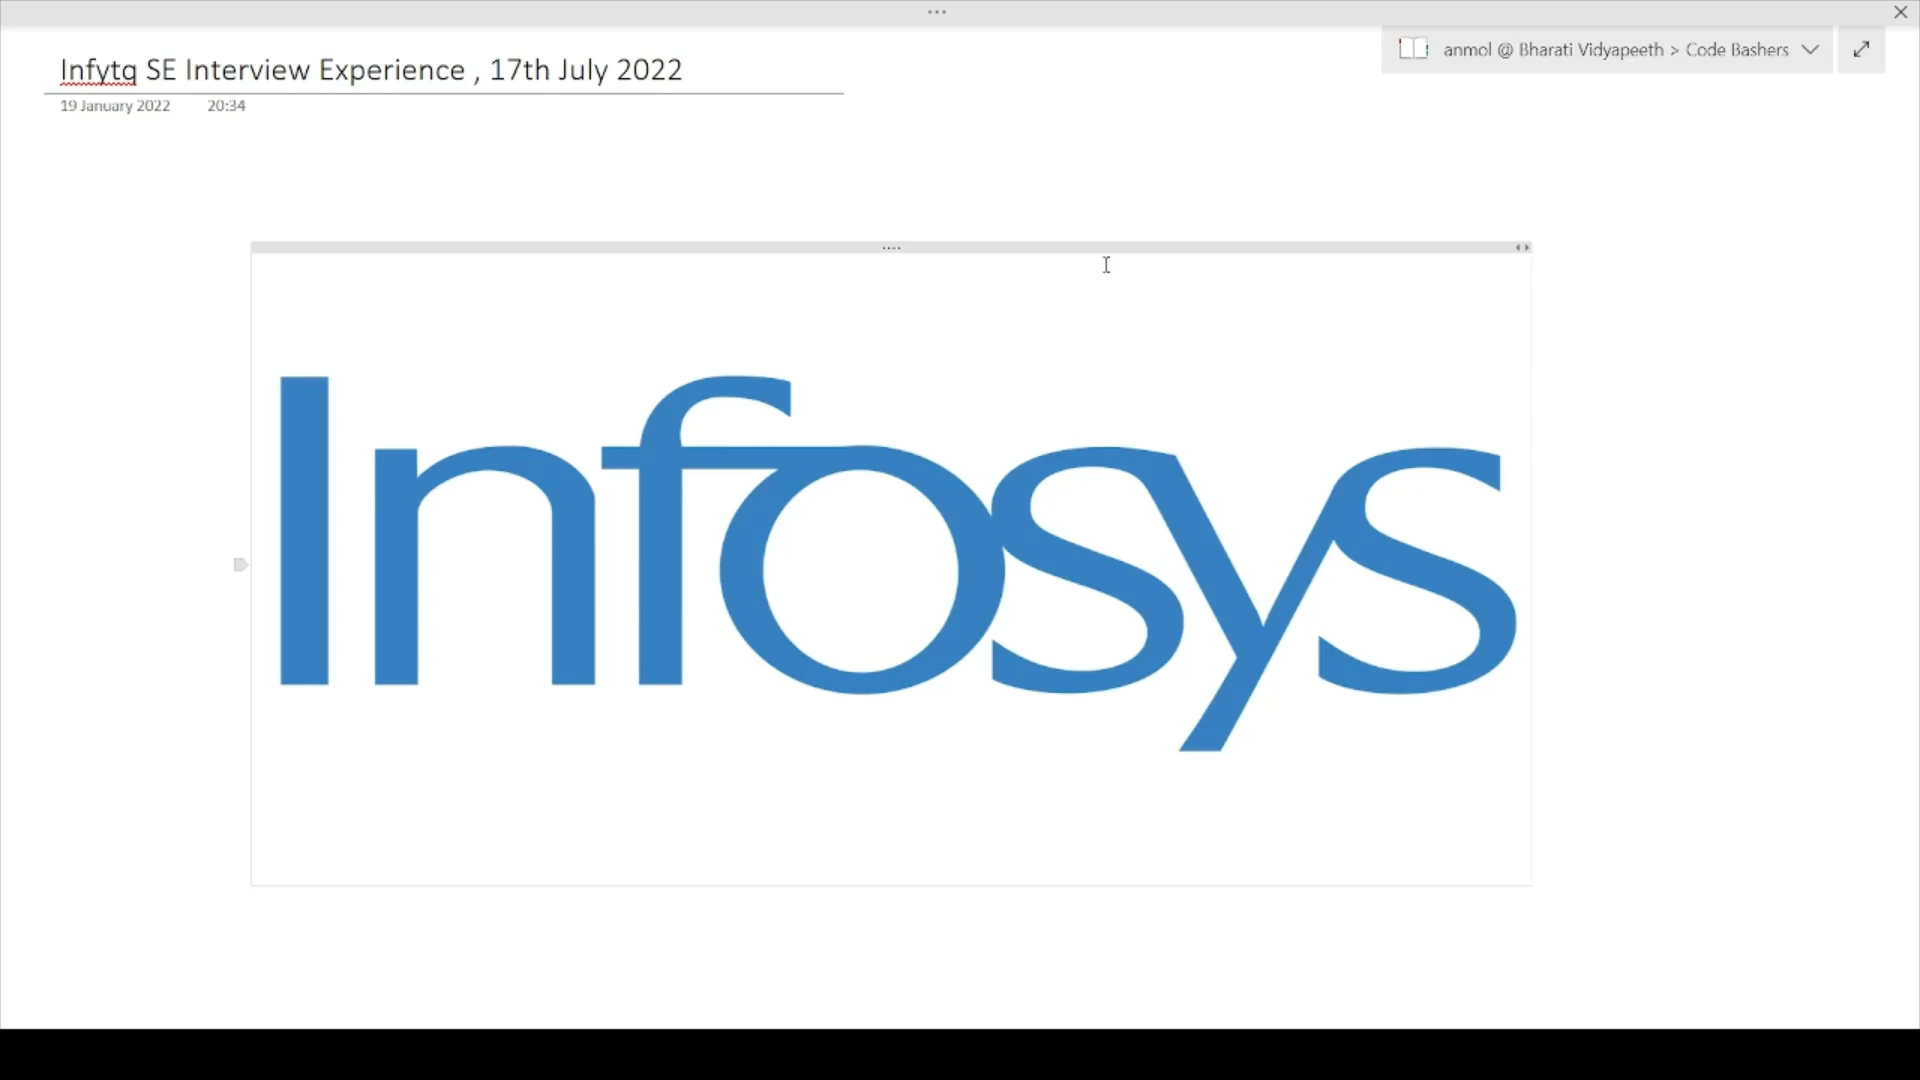 anmol @ Bharati Vidyapeeth > Code Bashers
Infytq SE Interview Experience , 17th July 2022
19 January 2022 20:34
Infosys